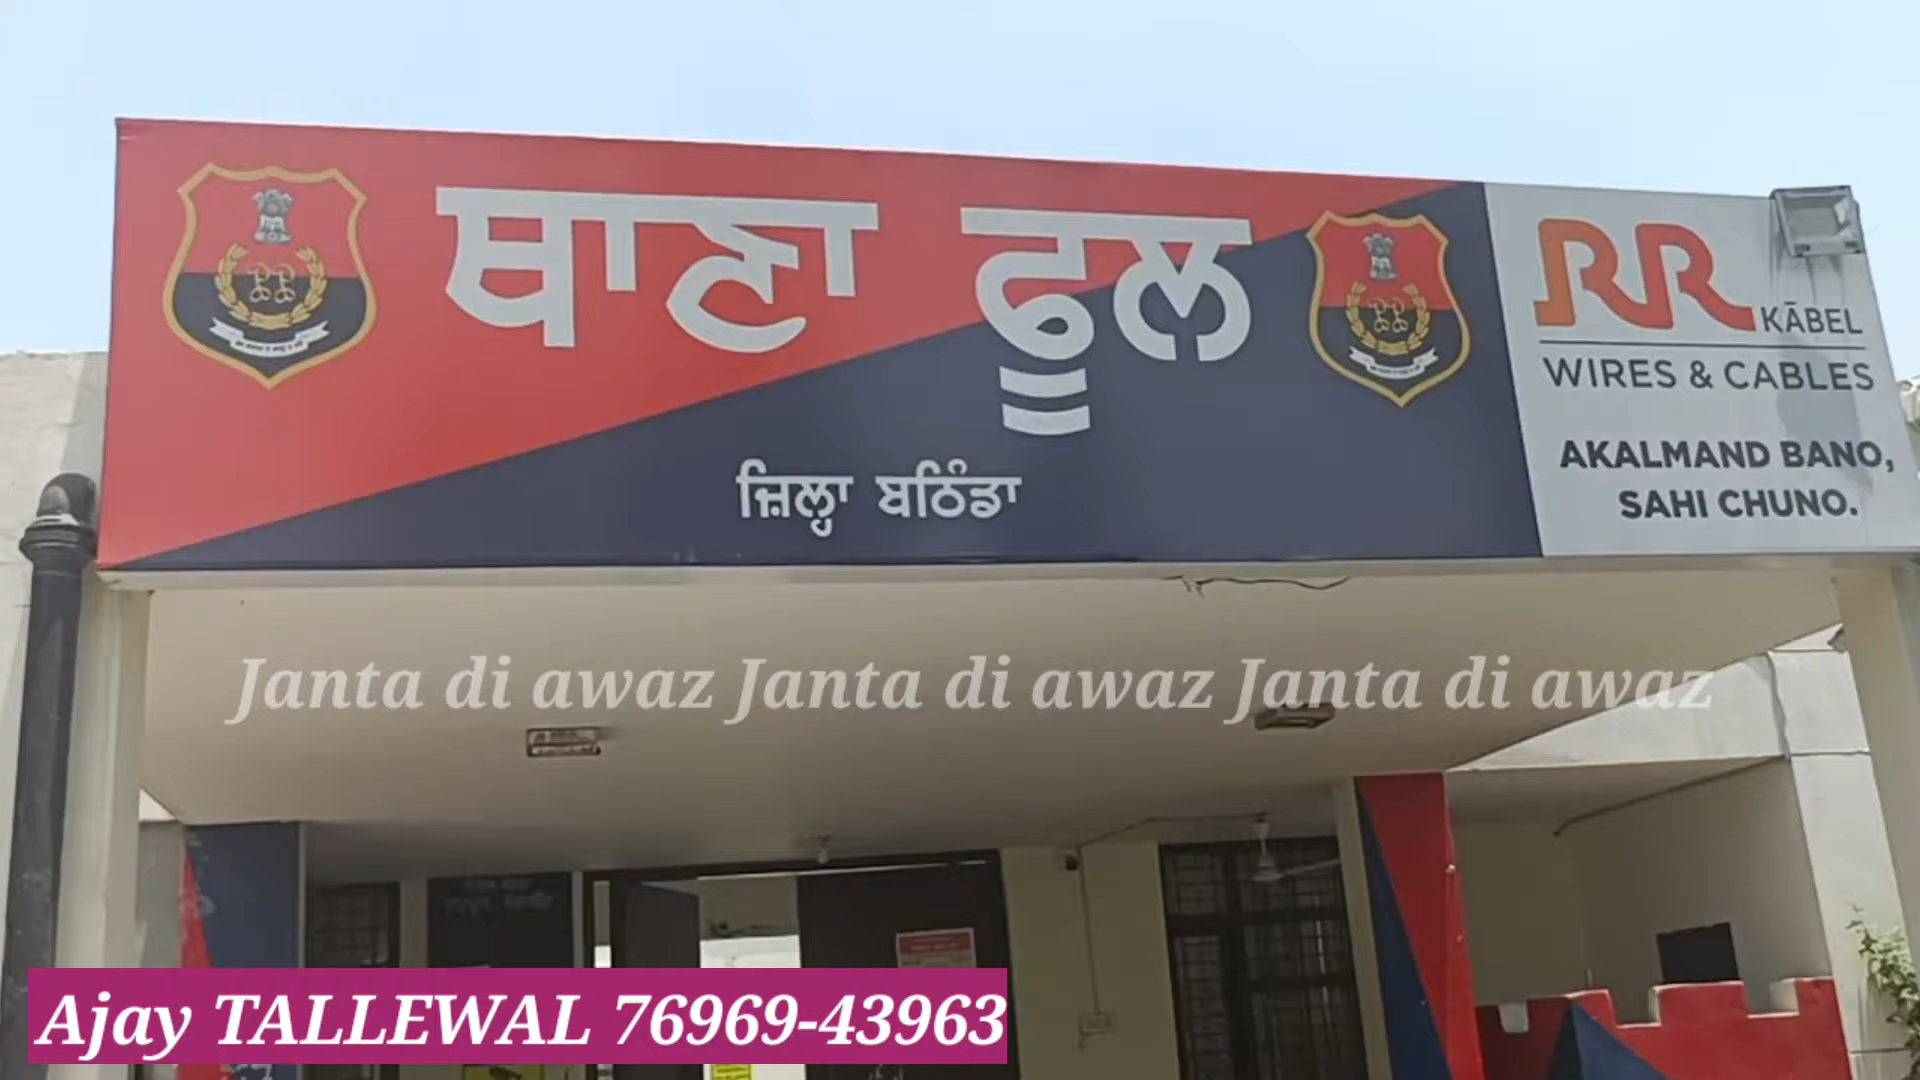 ਥਾਣਾ ਫੂਲ
ਜ਼ਿਲ੍ਹਾ ਬਠਿੰਡਾ
RR KĀBEL
WIRES & CABLES
AKALMAND BANO,
SAHI CHUNO.
Janta di awaz Janta di awaz Janta di awaz
Ajay TALLEWAL 76969-43963